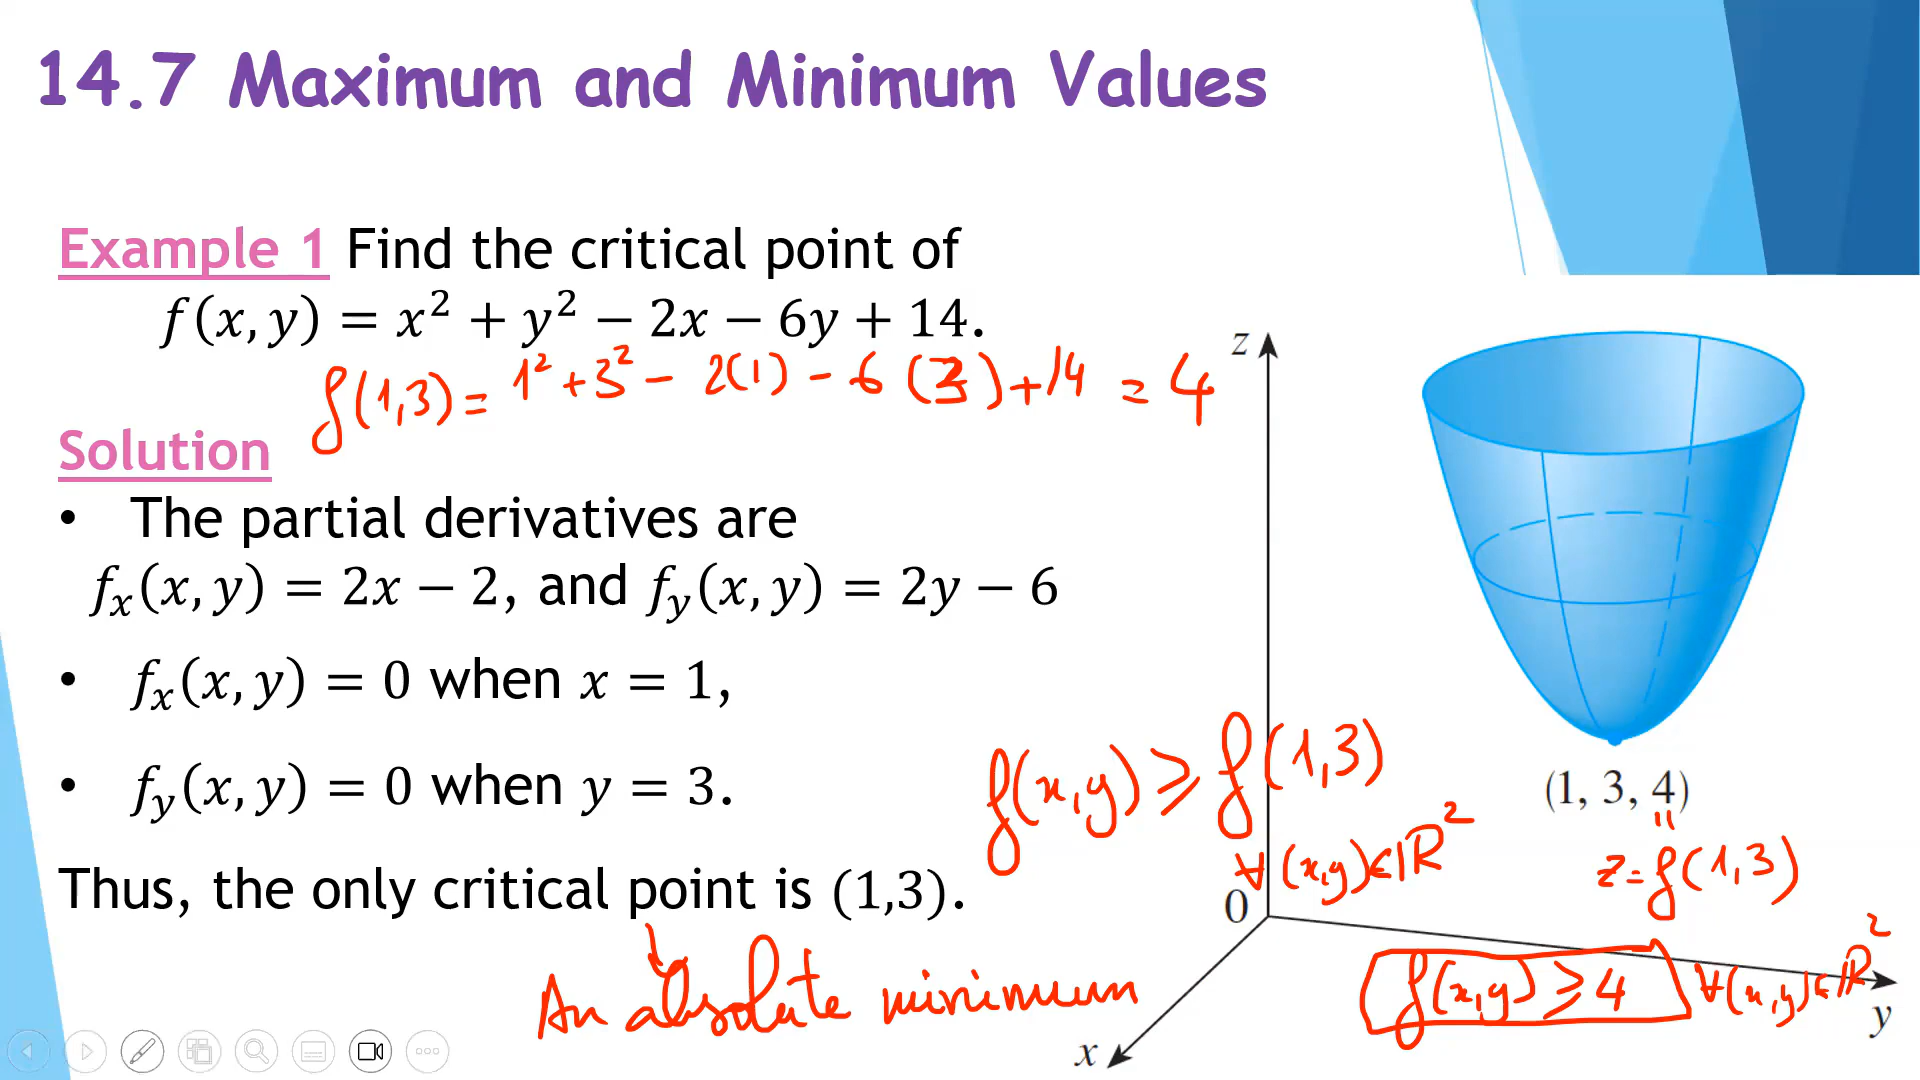 14.7 Maximum and Minimum Values
Example 1 Find the critical point of
f(x, y) = x² + y² − 2x − 6y + 14.
f(1,3) = 1² + 3² − 2(1) − 6(3) + 14 = 4
Solution
• The partial derivatives are
fₓ(x, y) = 2x − 2, and f_y(x, y) = 2y − 6
• fₓ(x, y) = 0 when x = 1,
• f_y(x, y) = 0 when y = 3.
Thus, the only critical point is (1,3).
An absolute minimum
f(x,y) ⩾ f(1,3)
∀ (x,y) ∈ ℝ²
z
0
x
y
(1, 3, 4)
"
z = f(1,3)
f(x,y) ⩾ 4 ∀(x,y) ∈ ℝ²